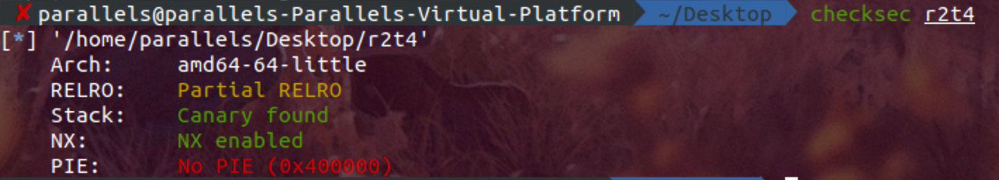 ✘ parallels@parallels-Parallels-Virtual-Platform ~/Desktop checksec r2t4
[*] '/home/parallels/Desktop/r2t4'
Arch: amd64-64-little
RELRO: Partial RELRO
Stack: Canary found
NX: NX enabled
PIE: No PIE (0x400000)